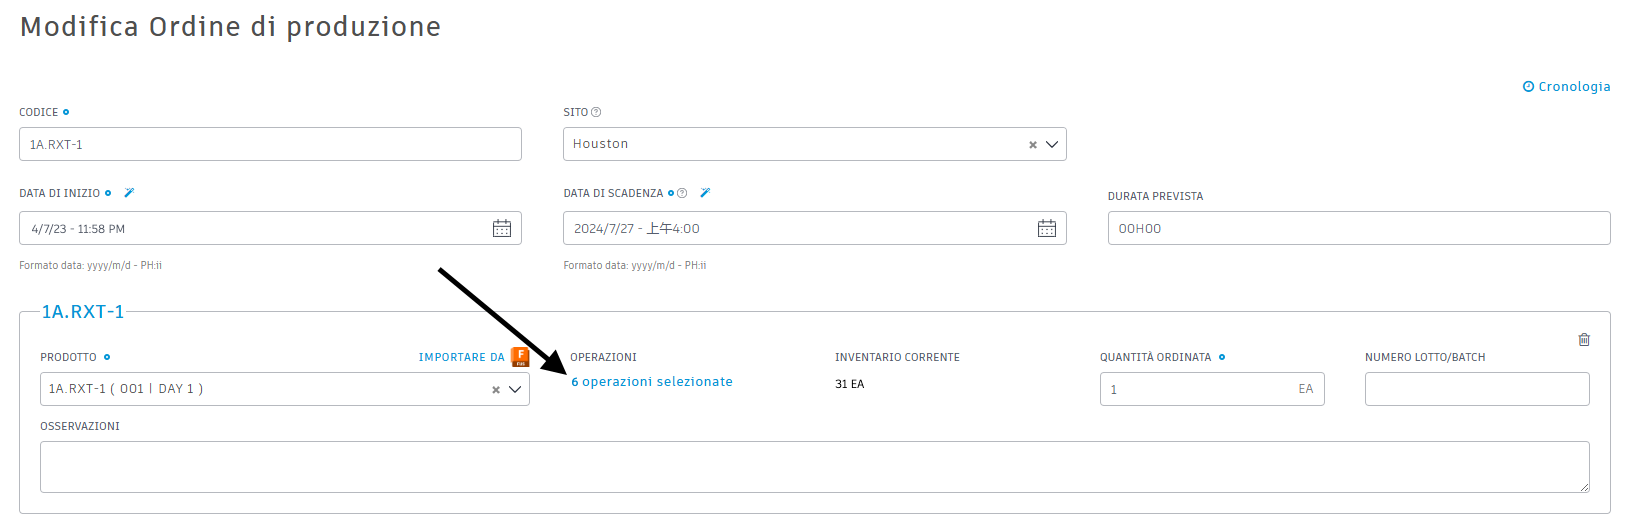 Modifica Ordine di produzione
Cronologia
CODICE
SITO
1A.RXT-1
Houston
DATA DI INIZIO
DATA DI SCADENZA
DURATA PREVISTA
4/7/23 - 11:58 PM
2024/7/27 - 上午4:00
00H00
Formato data: yyyy/m/d - PH:ii
Formato data: yyyy/m/d - PH:ii
1A.RXT-1
PRODOTTO
IMPORTARE DA
F
OPERAZIONI
INVENTARIO CORRENTE
QUANTITÀ ORDINATA
NUMERO LOTTO/BATCH
1A.RXT-1 ( 001 | DAY 1 )
6 operazioni selezionate
31 EA
1 EA
OSSERVAZIONI